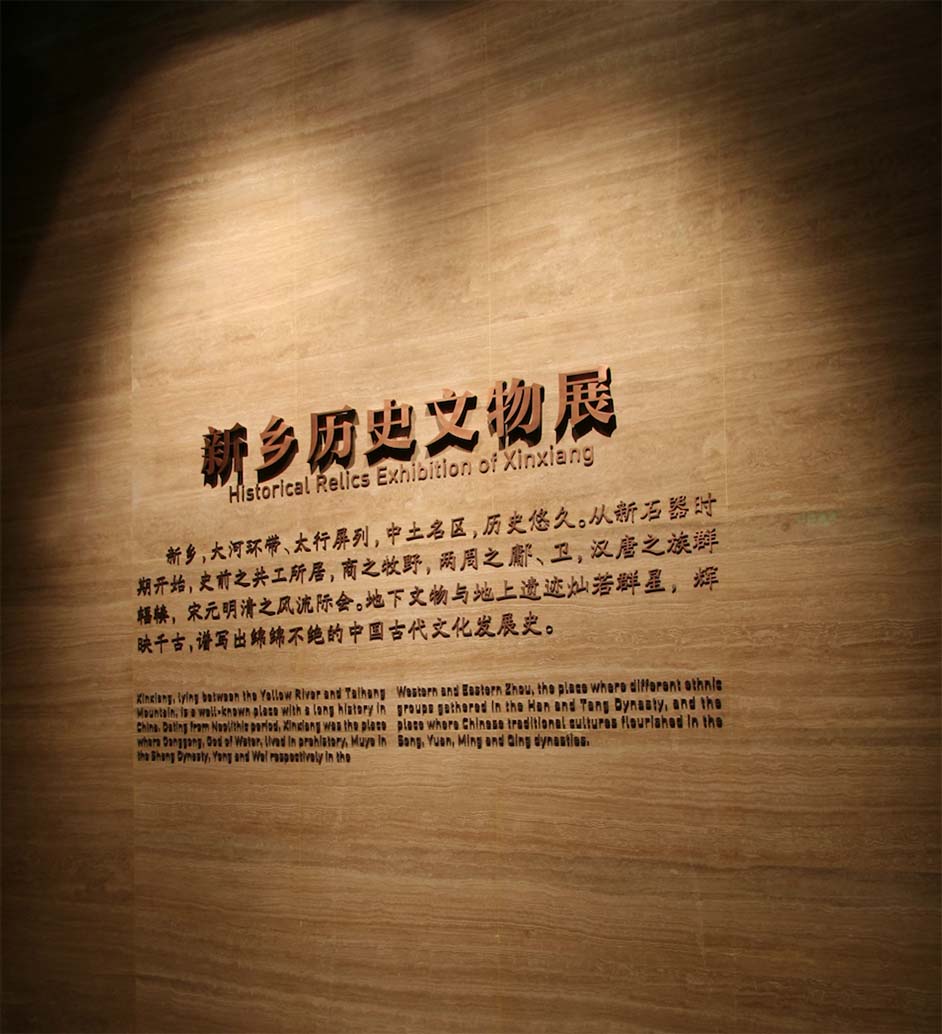 新乡历史文物展
Historical Relics Exhibition of Xinxiang
新乡,大河环带、太行屏列,中土名区,历史悠久。从新石器时
期开始,史前之共工所居,商之牧野,两周之鄘、卫,汉唐之族群
辐辏,宋元明清之风流际会。地下文物与地上遗迹灿若群星,辉
映千古,谱写出绵绵不绝的中国古代文化发展史。
Xinxiang, lying between the Yellow River and Taihang
Mountain, is a well-known place with a long history in
China. Dating from Neolithic period, Xinxiang was the place
where Gonggong, God of Water, lived in prehistory, Muye in
the Shang Dynasty, Yong and Wei respectively in the
Western and Eastern Zhou, the place where different ethnic
groups gathered in the Han and Tang Dynasty, and the
place where Chinese traditional cultures flourished in the
Song, Yuan, Ming and Qing dynasties.